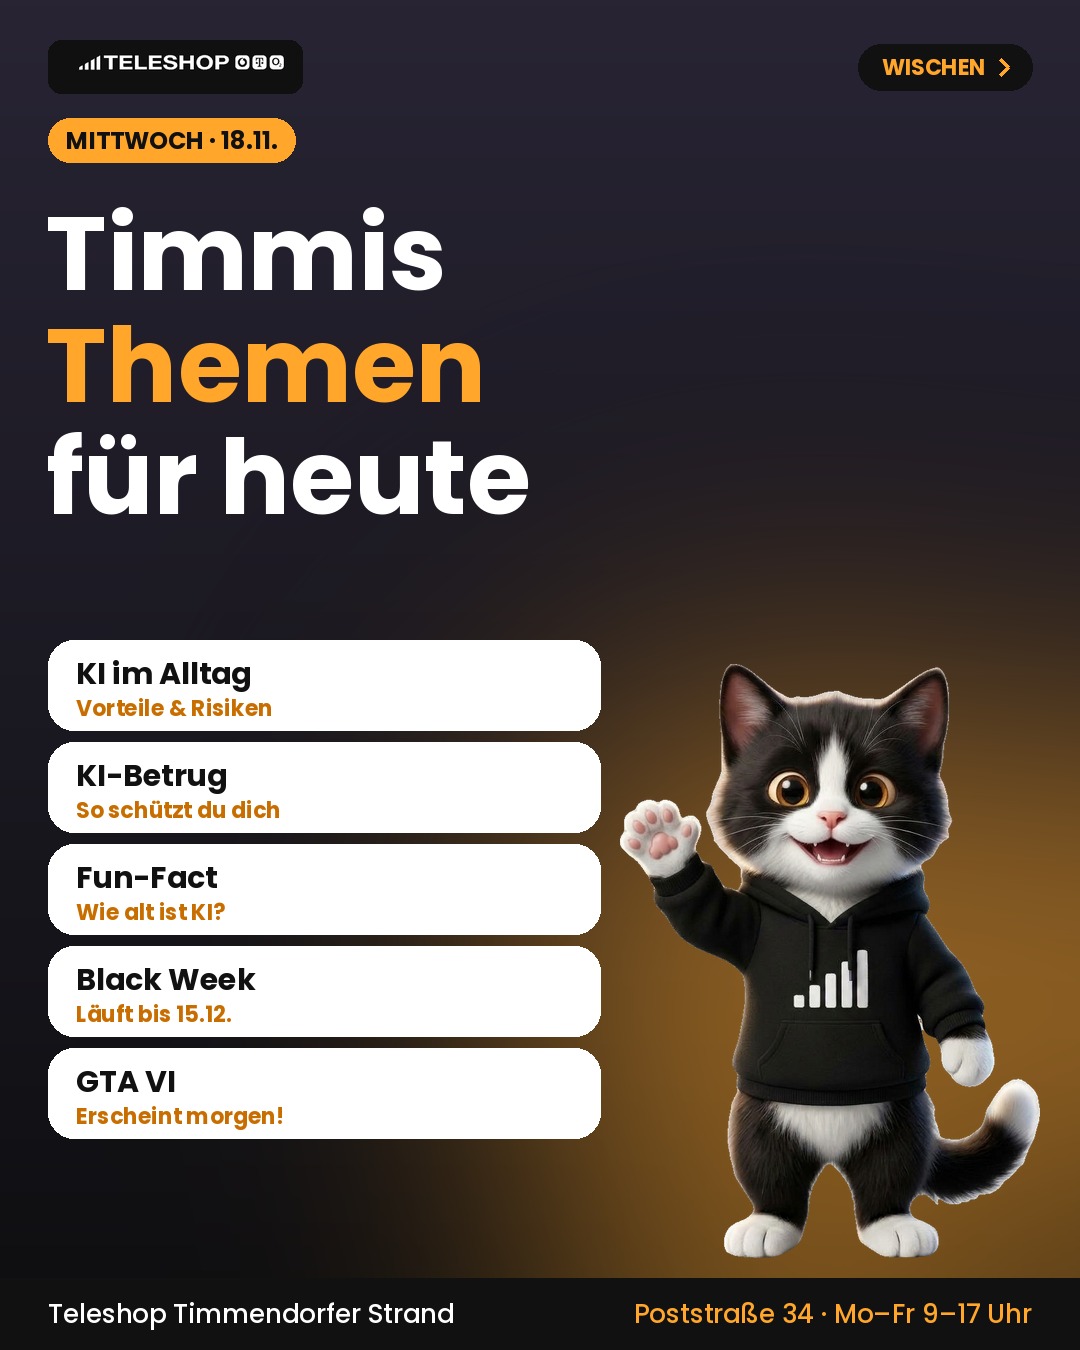 TELESHOP
WISCHEN
MITTWOCH · 18.11.
Timmis
Themen
für heute
KI im Alltag
Vorteile & Risiken
KI-Betrug
So schützt du dich
Fun-Fact
Wie alt ist KI?
Black Week
Läuft bis 15.12.
GTA VI
Erscheint morgen!
Teleshop Timmendorfer Strand
Poststraße 34 · Mo–Fr 9–17 Uhr